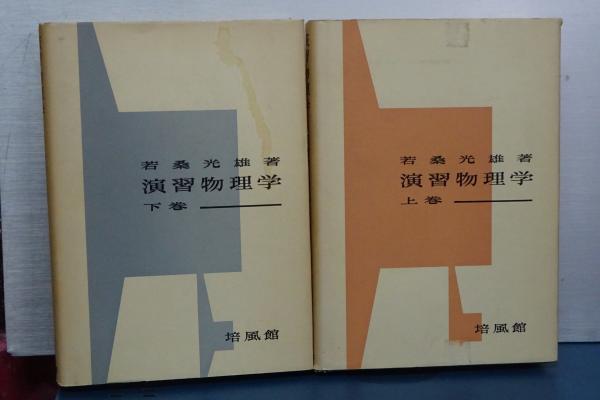 若桑光雄著
演習物理学
下巻
培風館
若桑光雄著
演習物理学
上巻
培風館